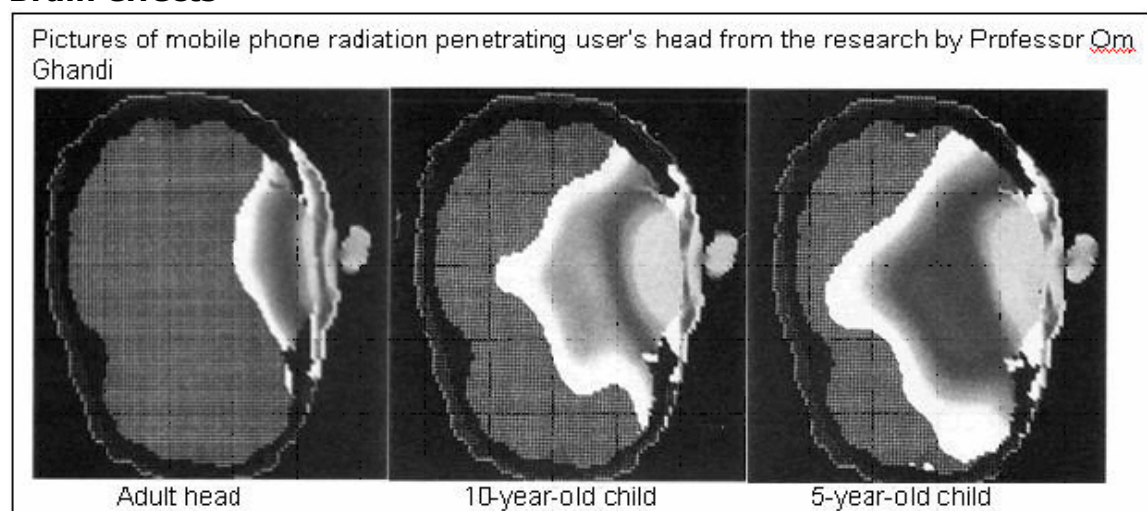 Pictures of mobile phone radiation penetrating user's head from the research by Professor Om
Ghandi
Adult head
10-year-old child
5-year-old child